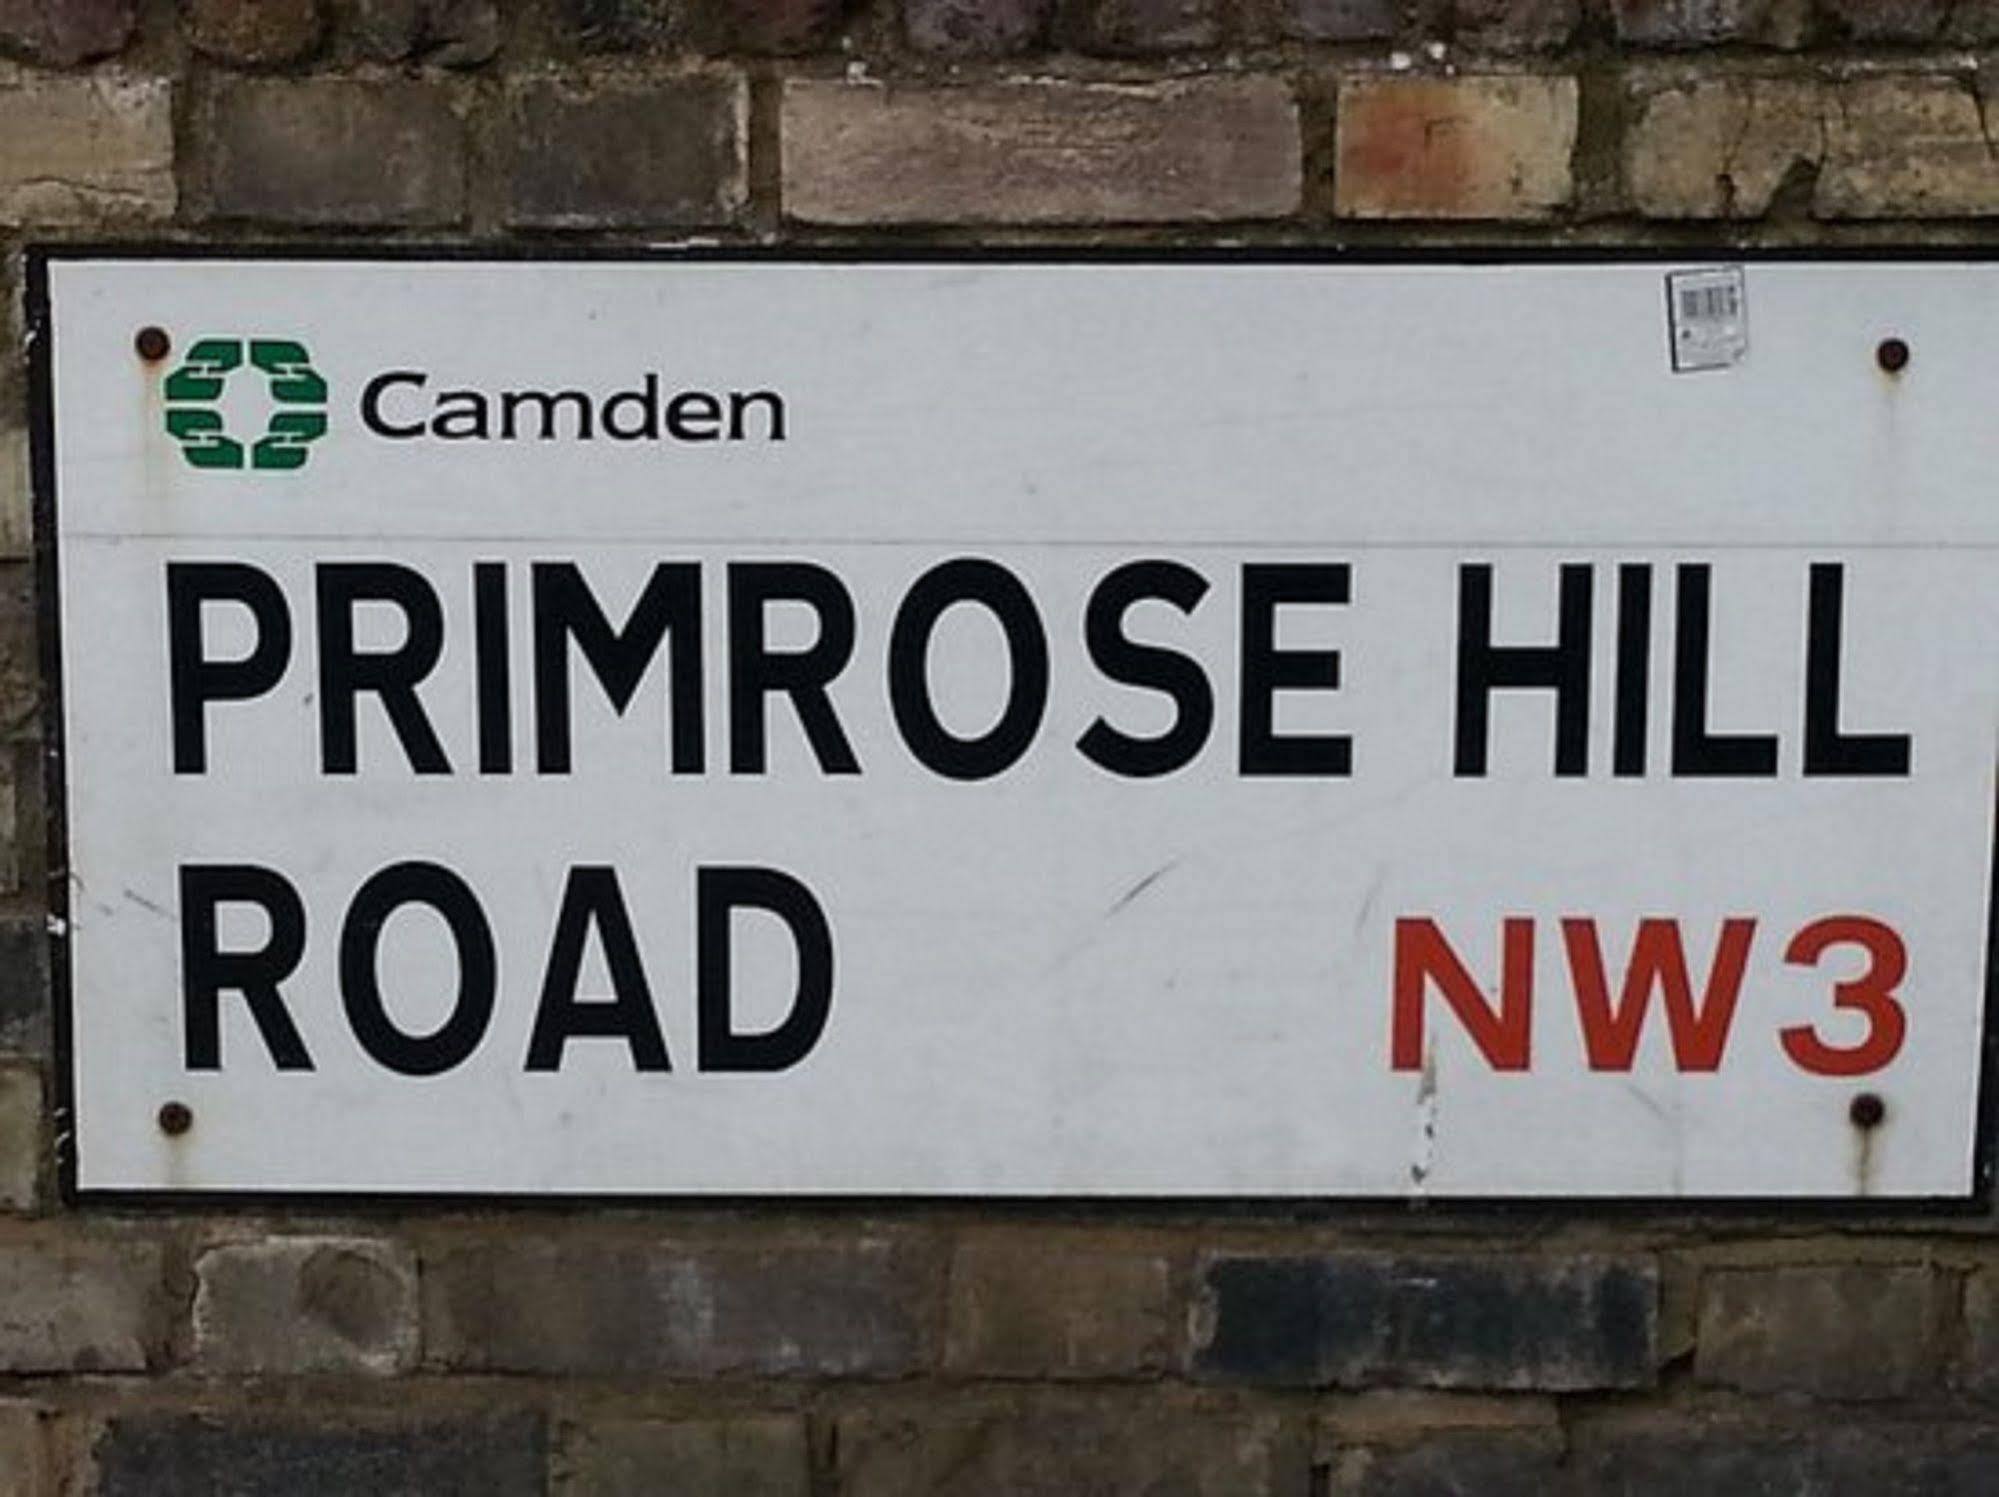 Camden
PRIMROSE HILL
ROAD NW3